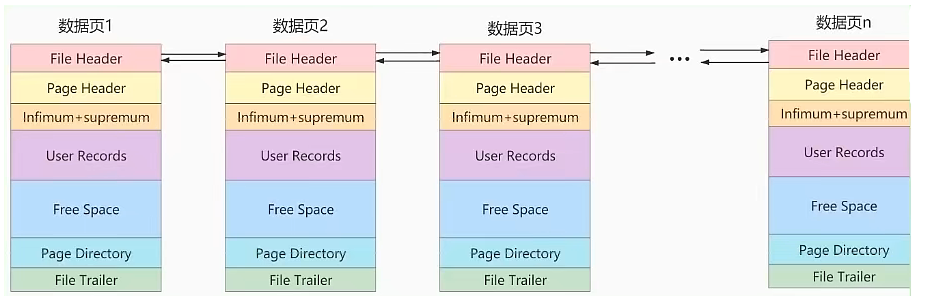 数据页1
File Header
Page Header
Infimum+supremum
User Records
Free Space
Page Directory
File Trailer
数据页2
File Header
Page Header
Infimum+supremum
User Records
Free Space
Page Directory
File Trailer
数据页3
File Header
Page Header
Infimum+supremum
User Records
Free Space
Page Directory
File Trailer
...
数据页n
File Header
Page Header
Infimum+supremum
User Records
Free Space
Page Directory
File Trailer